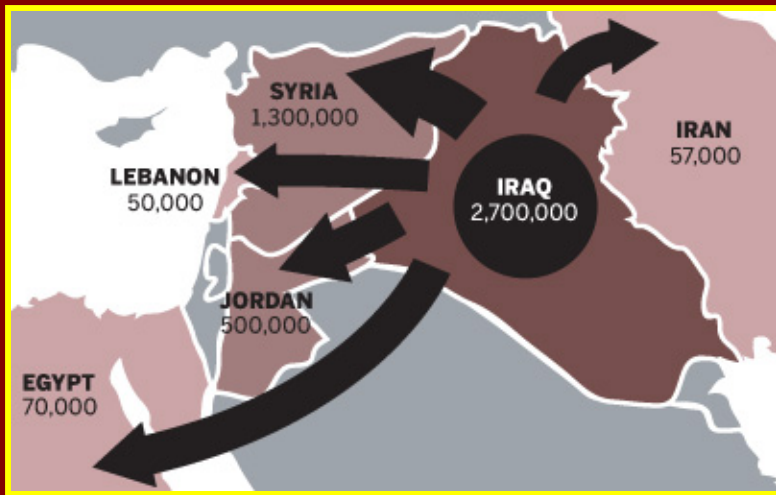 SYRIA
1,300,000
IRAN
57,000
LEBANON
50,000
IRAQ
2,700,000
JORDAN
500,000
EGYPT
70,000